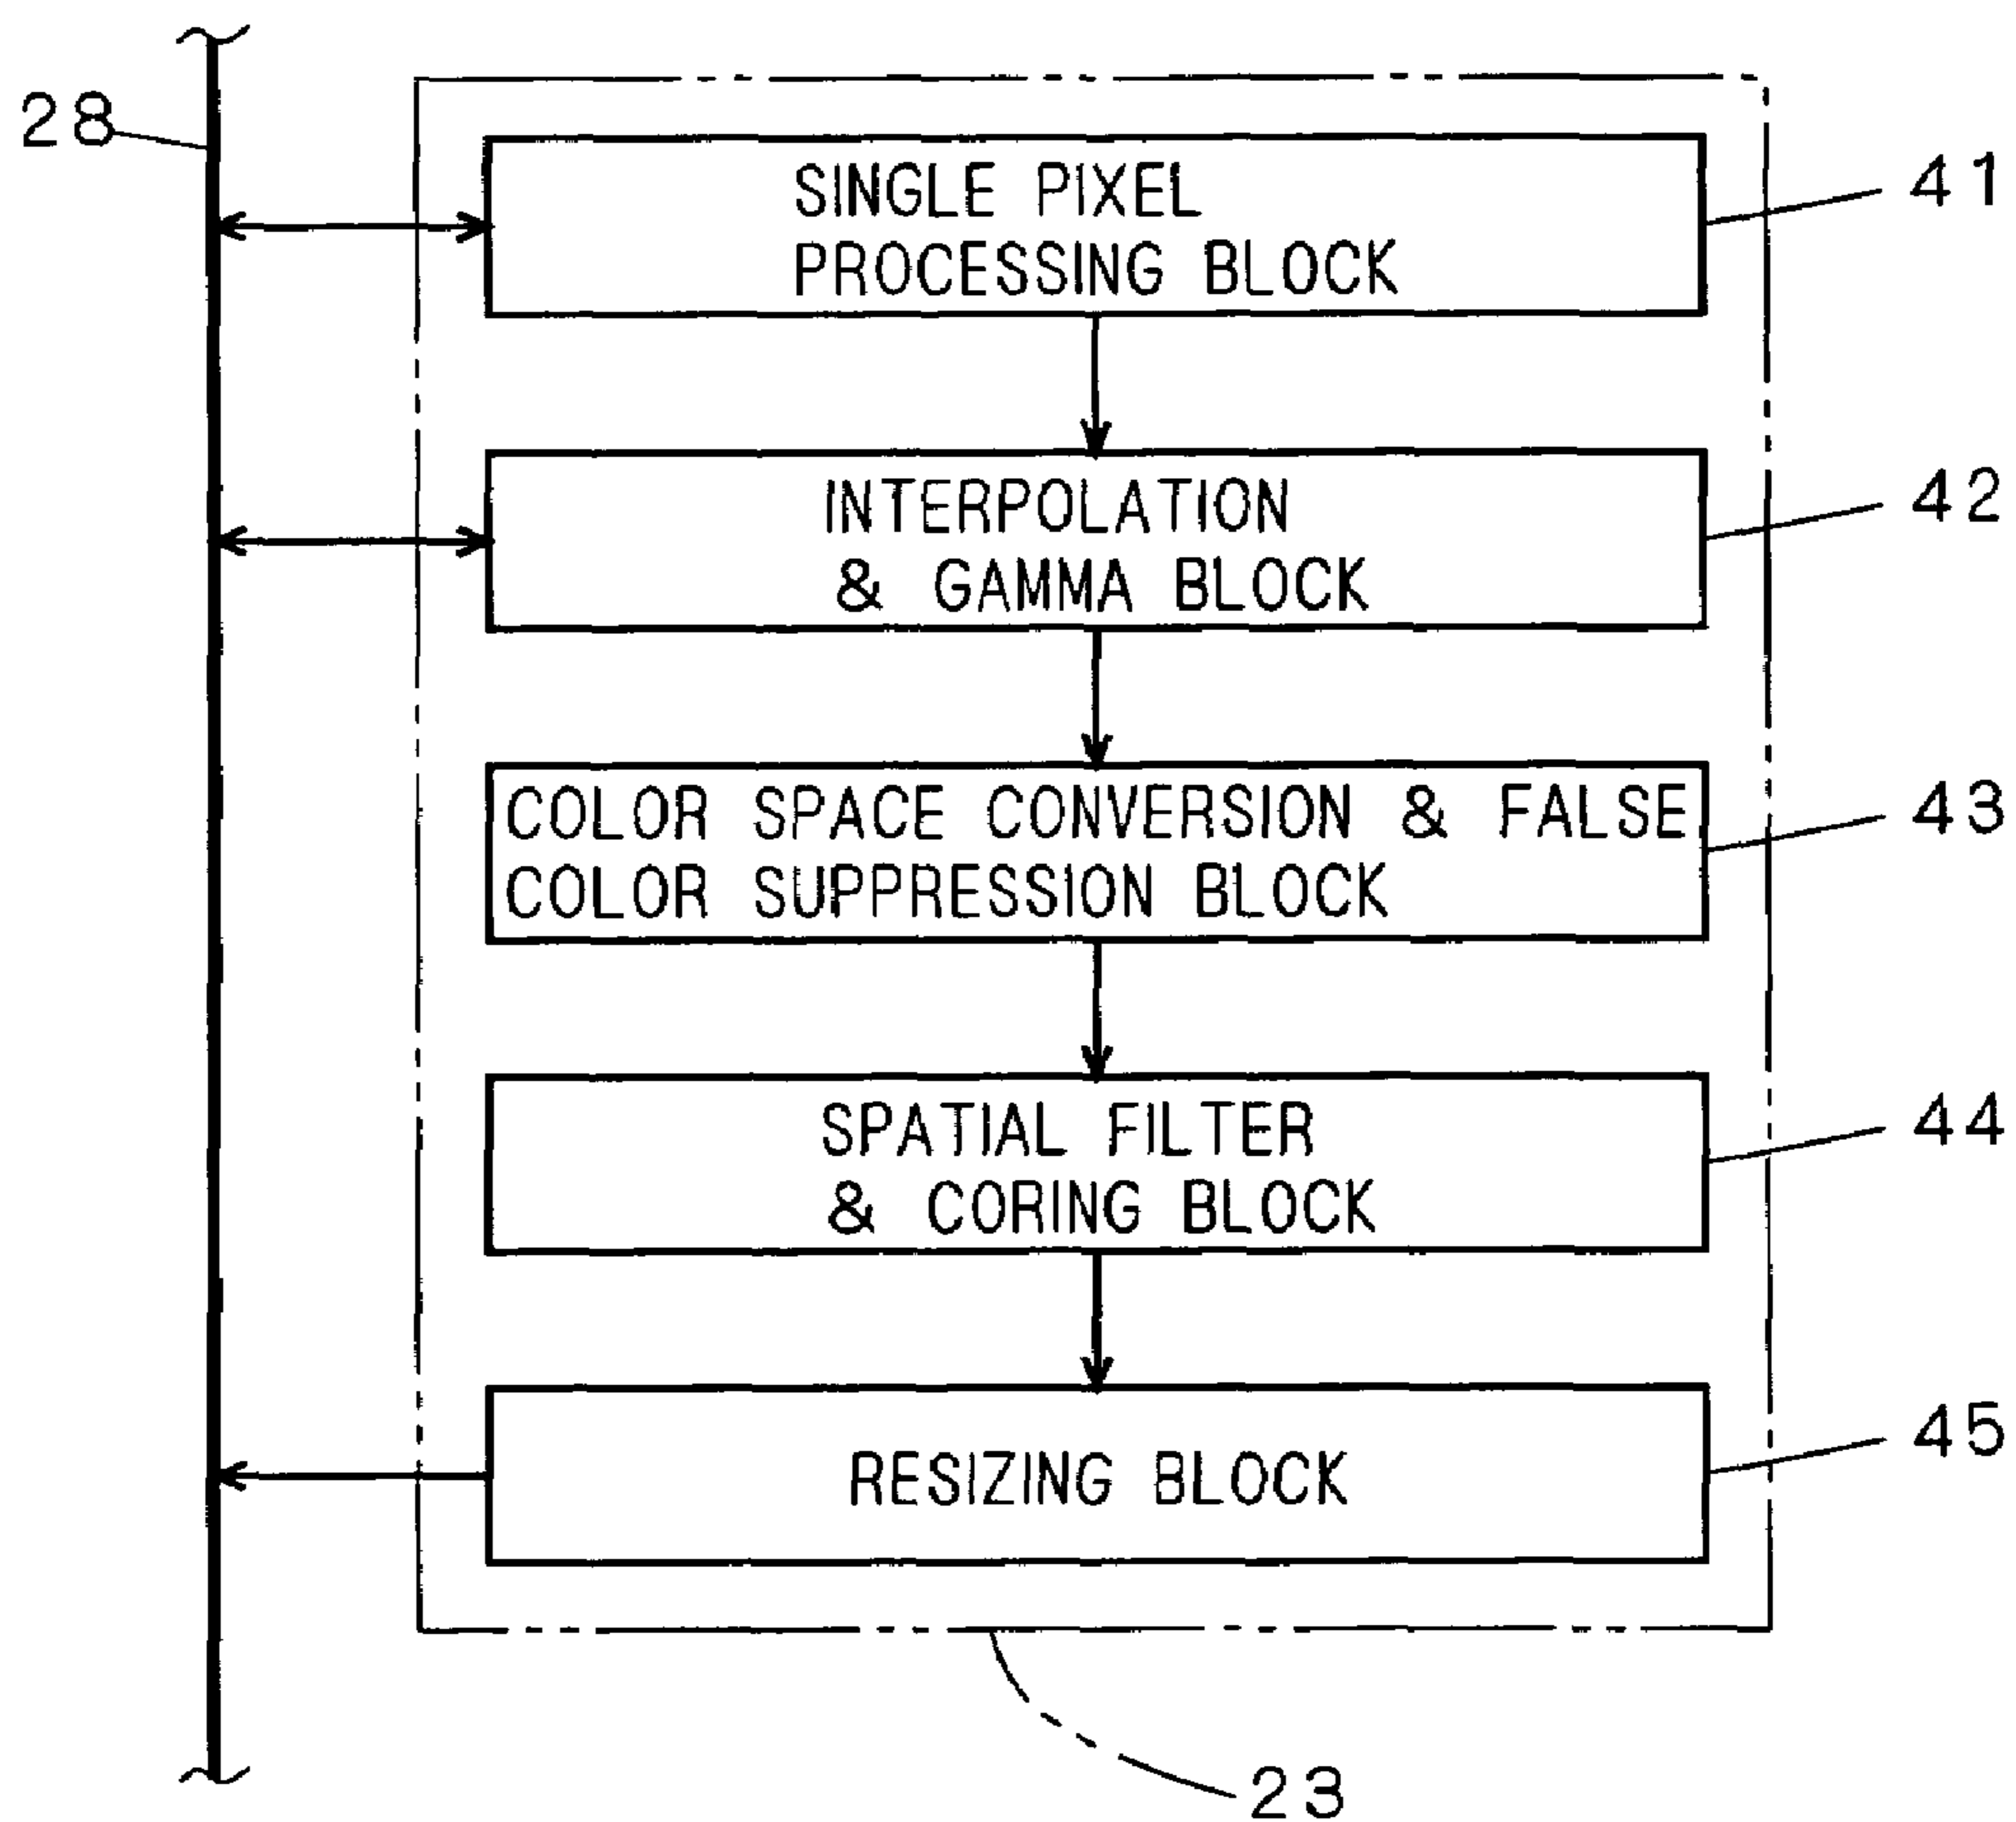 28
SINGLE PIXEL
PROCESSING BLOCK
41
INTERPOLATION
& GAMMA BLOCK
42
COLOR SPACE CONVERSION & FALSE
COLOR SUPPRESSION BLOCK
43
SPATIAL FILTER
& CORING BLOCK
44
RESIZING BLOCK
45
23